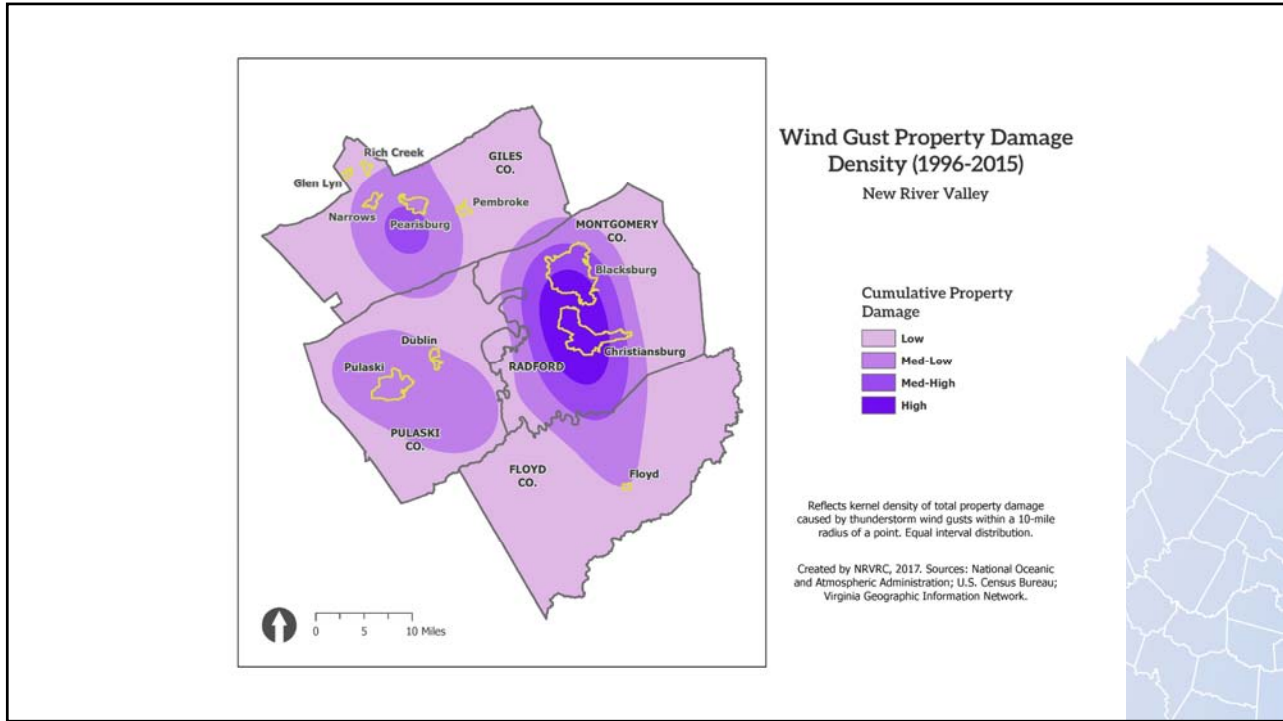 Wind Gust Property Damage
Density (1996-2015)
New River Valley
Rich Creek
GILES
CO.
Glen Lyn
Narrows
Pearisburg
Pembroke
MONTGOMERY
CO.
Blacksburg
Dublin
Pulaski
RADFORD
Christiansburg
PULASKI
CO.
FLOYD
CO.
Floyd
0 5 10 Miles
Cumulative Property
Damage
Low
Med-Low
Med-High
High
Reflects kernel density of total property damage
caused by thunderstorm wind gusts within a 10-mile
radius of a point. Equal interval distribution.
Created by NRVRC, 2017. Sources: National Oceanic
and Atmospheric Administration; U.S. Census Bureau;
Virginia Geographic Information Network.